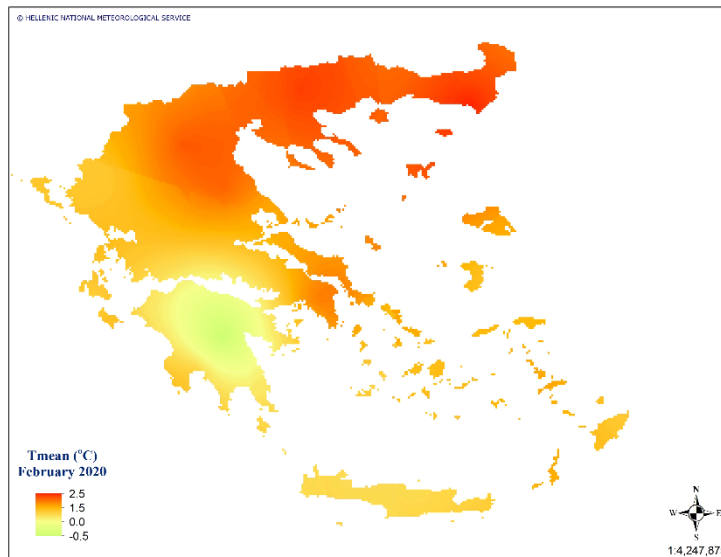 © HELLENIC NATIONAL METEOROLOGICAL SERVICE
Tmean (°C)
February 2020
2.5
1.5
0.0
-0.5
N
W E
S
1:4,247,87